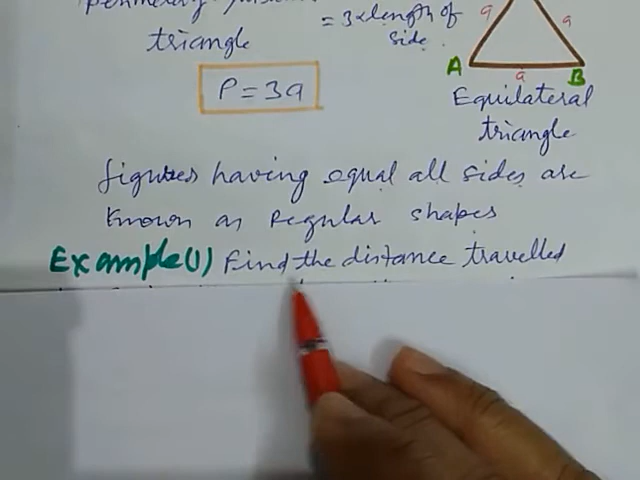 = 3×length of
side.
triangle
P = 3a
a
a
a
A
B
Equilateral
triangle
figures having equal all sides are
known as Regular shapes
Example(1) Find the distance travelled